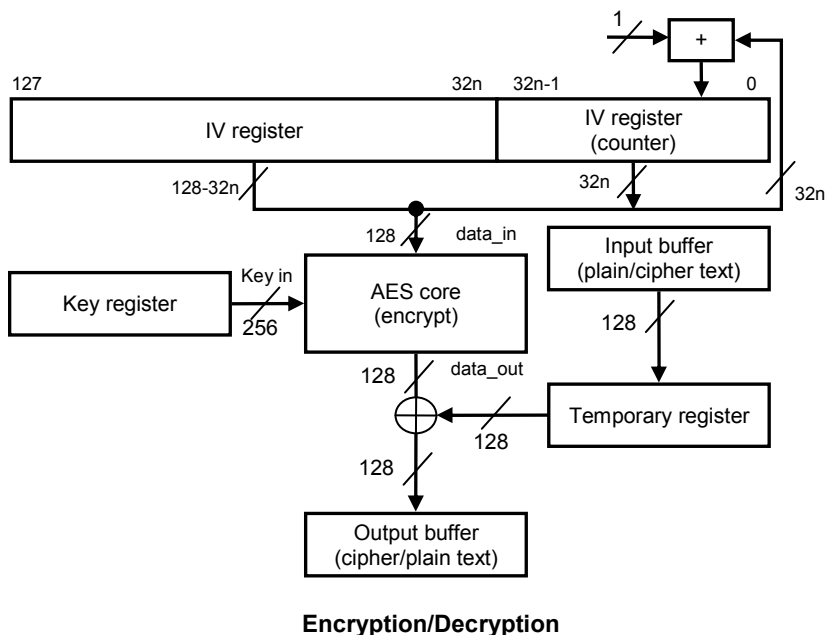 1
+
127
32n
32n-1
0
IV register
IV register
(counter)
128-32n
32n
32n
128
data_in
Input buffer
(plain/cipher text)
Key in
Key register
256
AES core
(encrypt)
128
128
data_out
Temporary register
128
128
Output buffer
(cipher/plain text)
Encryption/Decryption